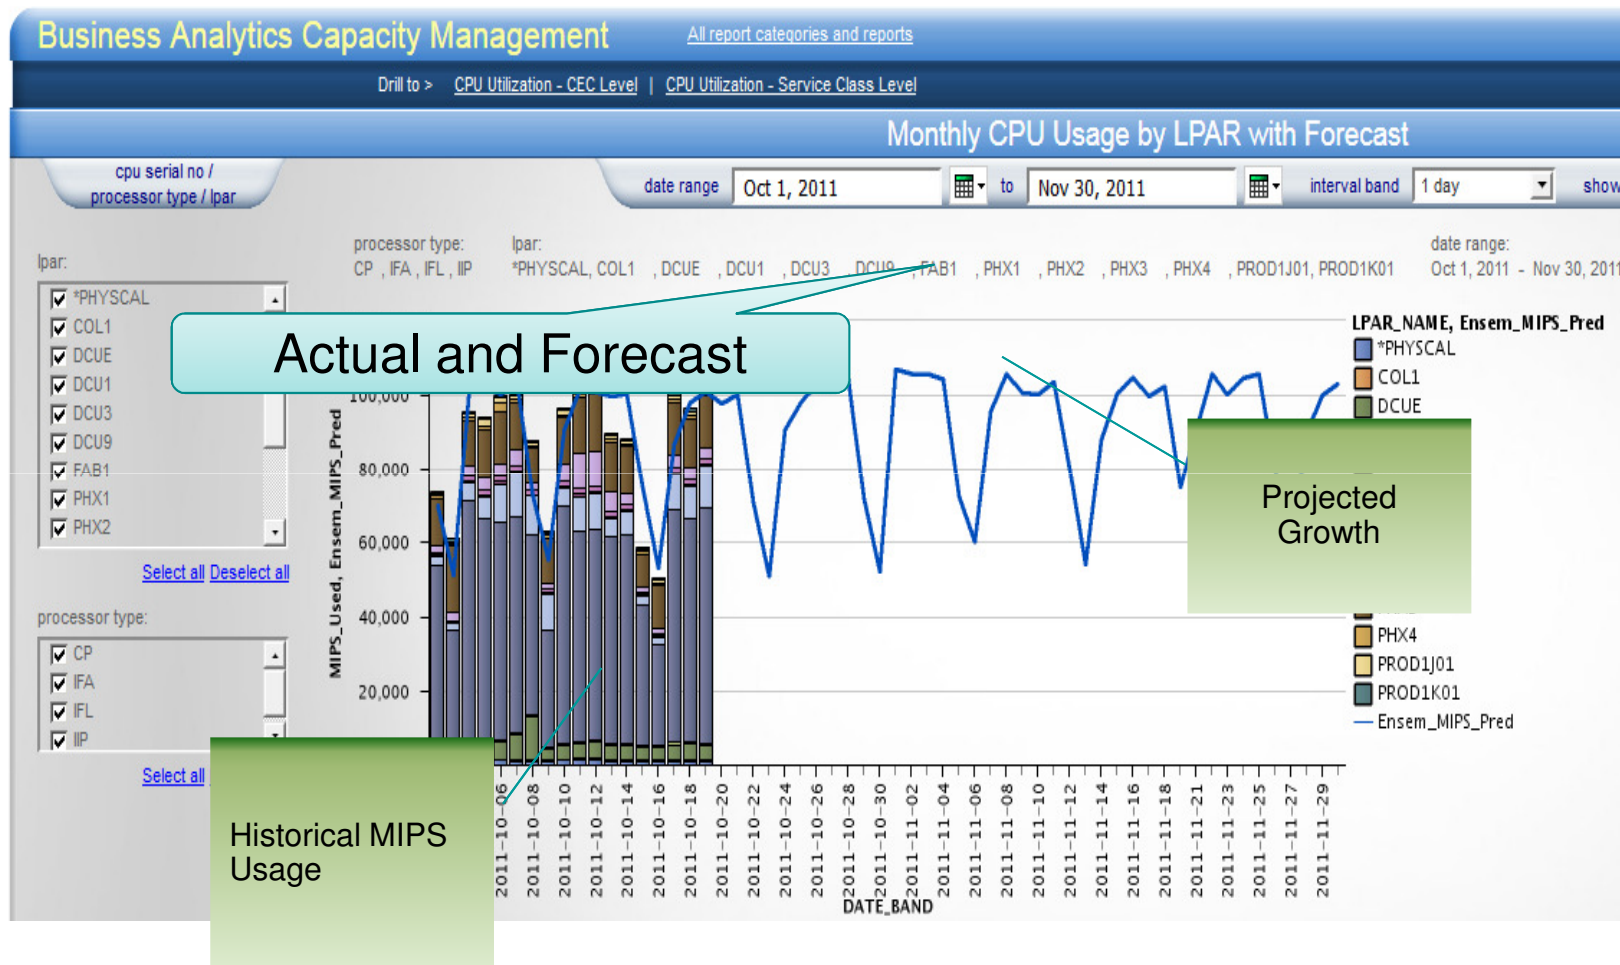 Business Analytics Capacity Management
All report categories and reports
Drill to > CPU Utilization - CEC Level | CPU Utilization - Service Class Level
Monthly CPU Usage by LPAR with Forecast
cpu serial no /
processor type / lpar
date range Oct 1, 2011 to Nov 30, 2011 interval band 1 day show
processor type: lpar: date range:
CP , IFA , IFL , IIP *PHYSCAL, COL1 , DCUE , DCU1 , DCU3 , DCU9 , FAB1 , PHX1 , PHX2 , PHX3 , PHX4 , PROD1J01, PROD1K01 Oct 1, 2011 - Nov 30, 2011
lpar:
*PHYSCAL
COL1
DCUE
DCU1
DCU3
DCU9
FAB1
PHX1
PHX2
Select all Deselect all
processor type:
CP
IFA
IFL
IIP
Select all
Actual and Forecast
MIPS_Used, Ensem_MIPS_Pred
100,000
80,000
60,000
40,000
20,000
2011-10-06
2011-10-08
2011-10-10
2011-10-12
2011-10-14
2011-10-16
2011-10-18
2011-10-20
2011-10-22
2011-10-24
2011-10-26
2011-10-28
2011-10-30
2011-11-02
2011-11-04
2011-11-06
2011-11-08
2011-11-10
2011-11-12
2011-11-14
2011-11-16
2011-11-18
2011-11-21
2011-11-23
2011-11-25
2011-11-27
2011-11-29
DATE_BAND
LPAR_NAME, Ensem_MIPS_Pred
*PHYSCAL
COL1
DCUE
PHX4
PROD1J01
PROD1K01
Ensem_MIPS_Pred
Projected
Growth
Historical MIPS
Usage